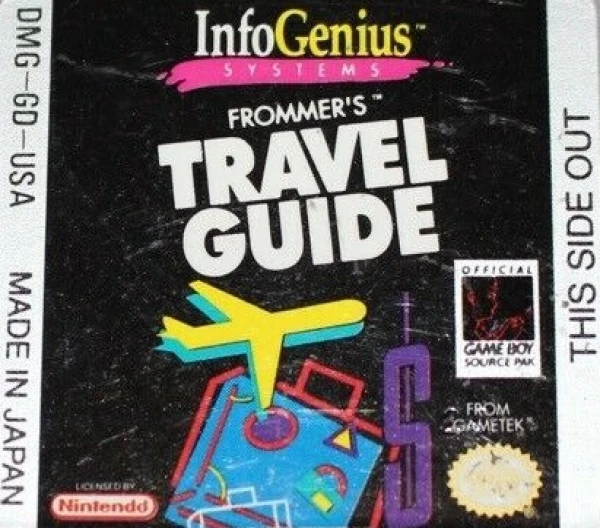 DMG-GD-USA MADE IN JAPAN
InfoGenius™
SYSTEMS
FROMMER'S™
TRAVEL
GUIDE
OFFICIAL
GAME BOY
SOURCE PAK
FROM
GAMETEK
LICENSED BY
Nintendo
THIS SIDE OUT